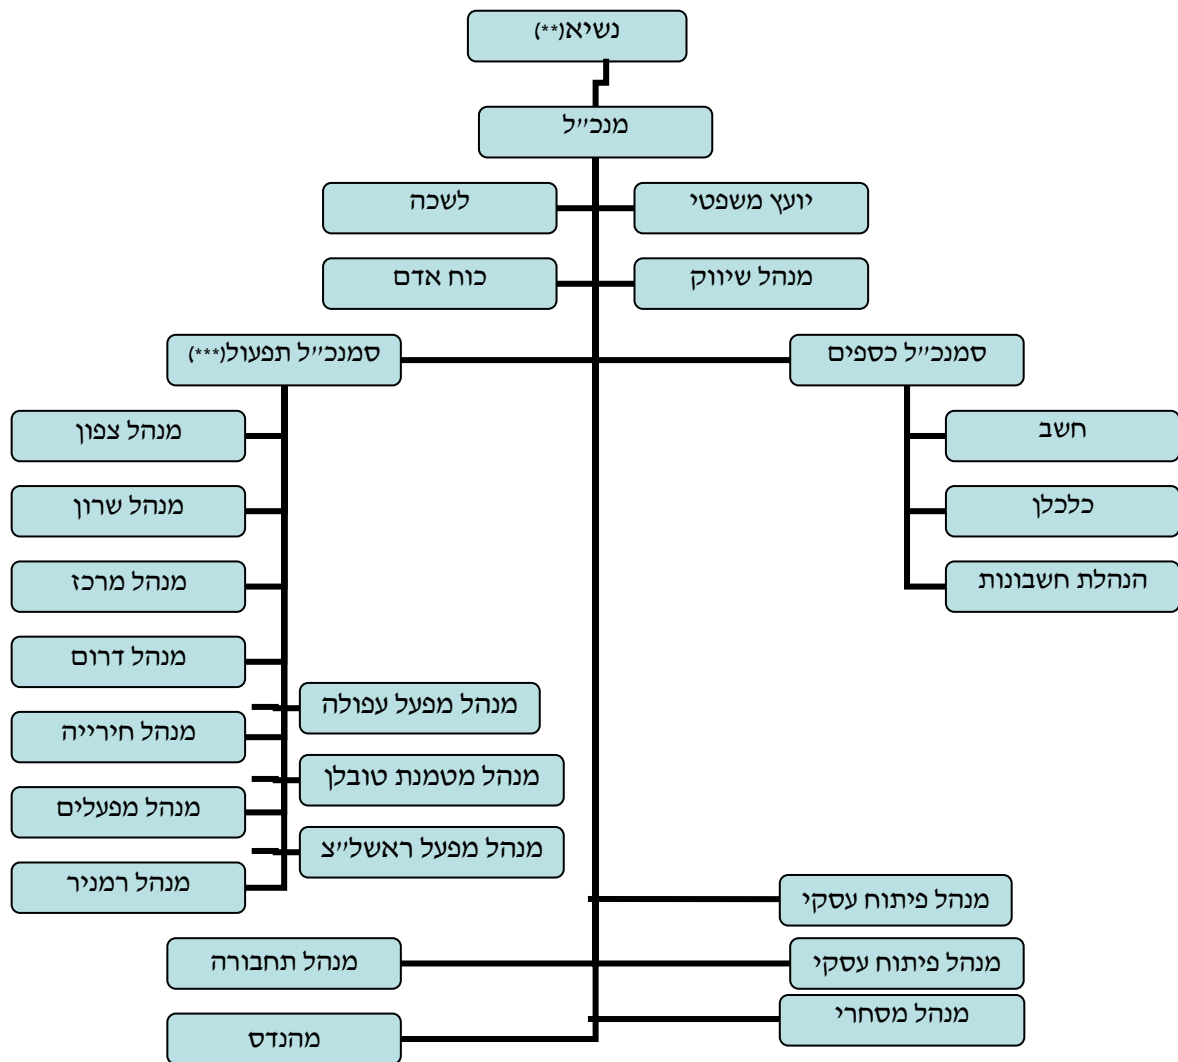 נשיא(**)
מנכ״ל
יועץ משפטי
לשכה
מנהל שיווק
כוח אדם
סמנכ״ל כספים
סמנכ״ל תפעול(***)
חשב
כלכלן
הנהלת חשבונות
מנהל צפון
מנהל שרון
מנהל מרכז
מנהל דרום
מנהל מפעל עפולה
מנהל חירייה
מנהל מטמנת טובלן
מנהל מפעלים
מנהל מפעל ראשל״צ
מנהל רמניר
מנהל פיתוח עסקי
מנהל פיתוח עסקי
מנהל תחבורה
מנהל מסחרי
מהנדס